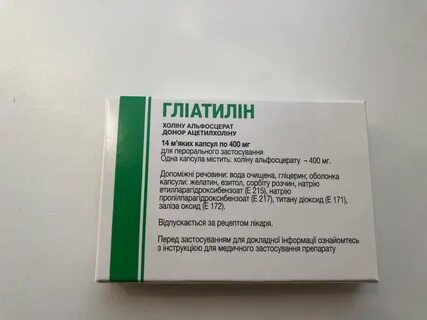 ГЛІАТИЛІН
ХОЛІНУ АЛЬФОСЦЕРАТ
ДОНОР АЦЕТИЛХОЛІНУ
14 м'яких капсул по 400 мг
для перорального застосування
Одна капсула містить: холіну альфосцерату – 400 мг.
Допоміжні речовини: вода очищена, гліцерин; оболонка
капсули: желатин, езитол, сорбіту розчин, натрію
етилпарагідроксибензоат (Е 215), натрію
пропілпарагідроксибензоат (Е 217), титану діоксид (Е 171),
заліза оксид (Е 172).
Відпускається за рецептом лікаря.
Перед застосуванням для докладної інформації ознайомтесь
з інструкцією для медичного застосування препарату